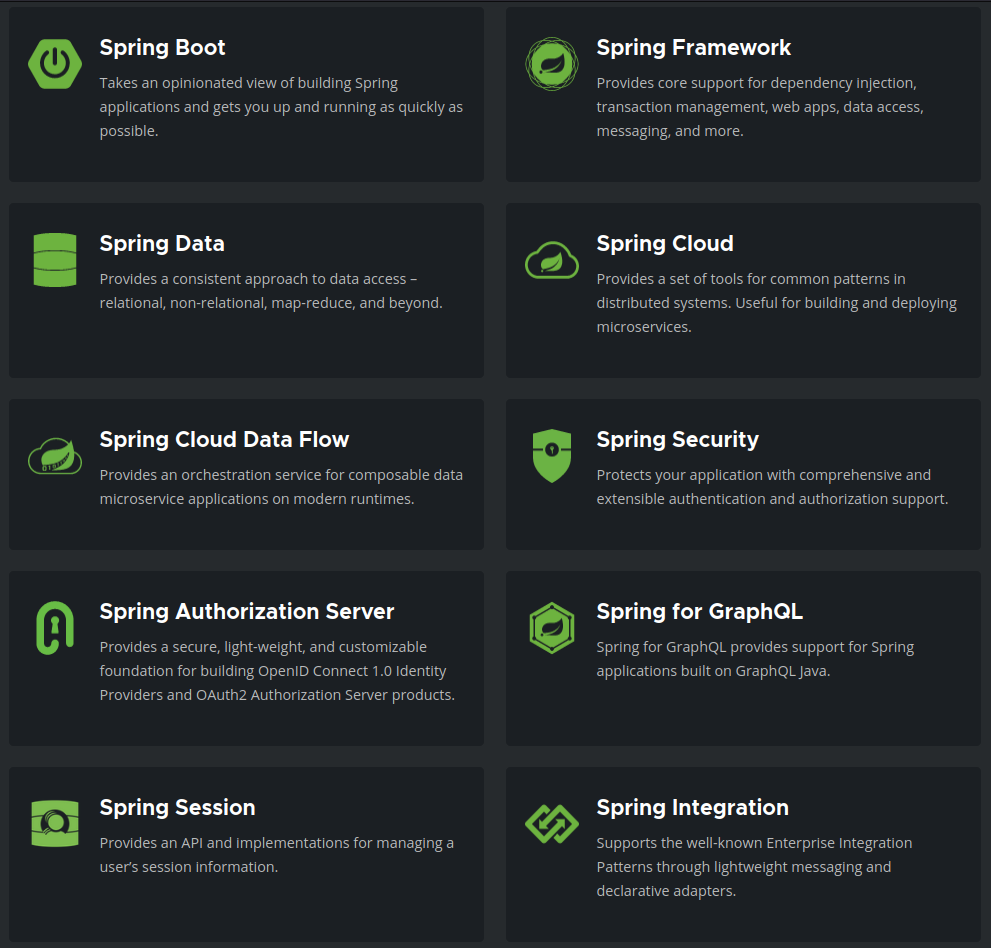 Spring Boot
Takes an opinionated view of building Spring
applications and gets you up and running as quickly as
possible.
Spring Framework
Provides core support for dependency injection,
transaction management, web apps, data access,
messaging, and more.
Spring Data
Provides a consistent approach to data access –
relational, non-relational, map-reduce, and beyond.
Spring Cloud
Provides a set of tools for common patterns in
distributed systems. Useful for building and deploying
microservices.
Spring Cloud Data Flow
Provides an orchestration service for composable data
microservice applications on modern runtimes.
Spring Security
Protects your application with comprehensive and
extensible authentication and authorization support.
Spring Authorization Server
Provides a secure, light-weight, and customizable
foundation for building OpenID Connect 1.0 Identity
Providers and OAuth2 Authorization Server products.
Spring for GraphQL
Spring for GraphQL provides support for Spring
applications built on GraphQL Java.
Spring Session
Provides an API and implementations for managing a
user’s session information.
Spring Integration
Supports the well-known Enterprise Integration
Patterns through lightweight messaging and
declarative adapters.